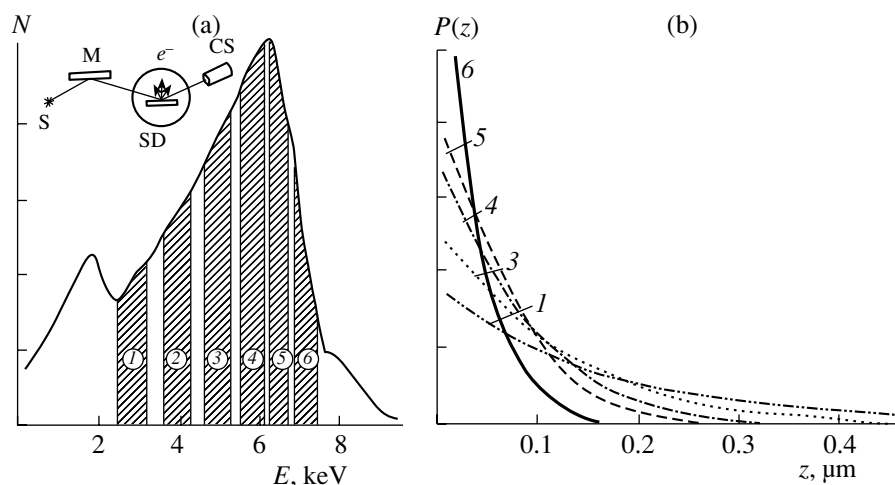 N
(a)
e–
M
CS
S
SD
1 2 3 4 5 6
2 4 6 8
E, keV
P(z)
(b)
6
5
4
3
1
0.1 0.2 0.3 0.4
z, μm